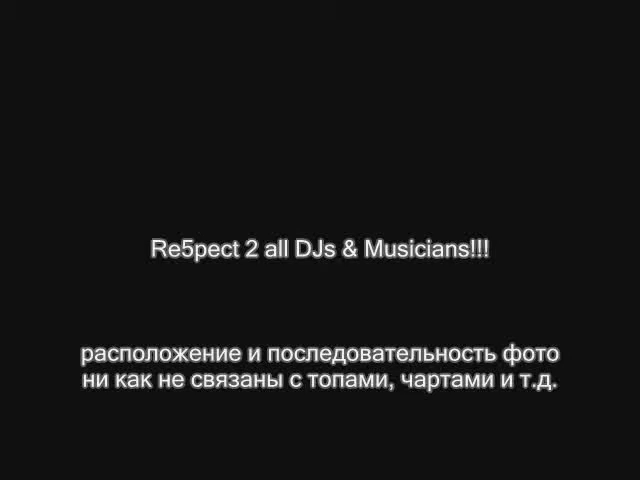 Re5pect 2 all DJs & Musicians!!!
расположение и последовательность фото
ни как не связаны с топами, чартами и т.д.